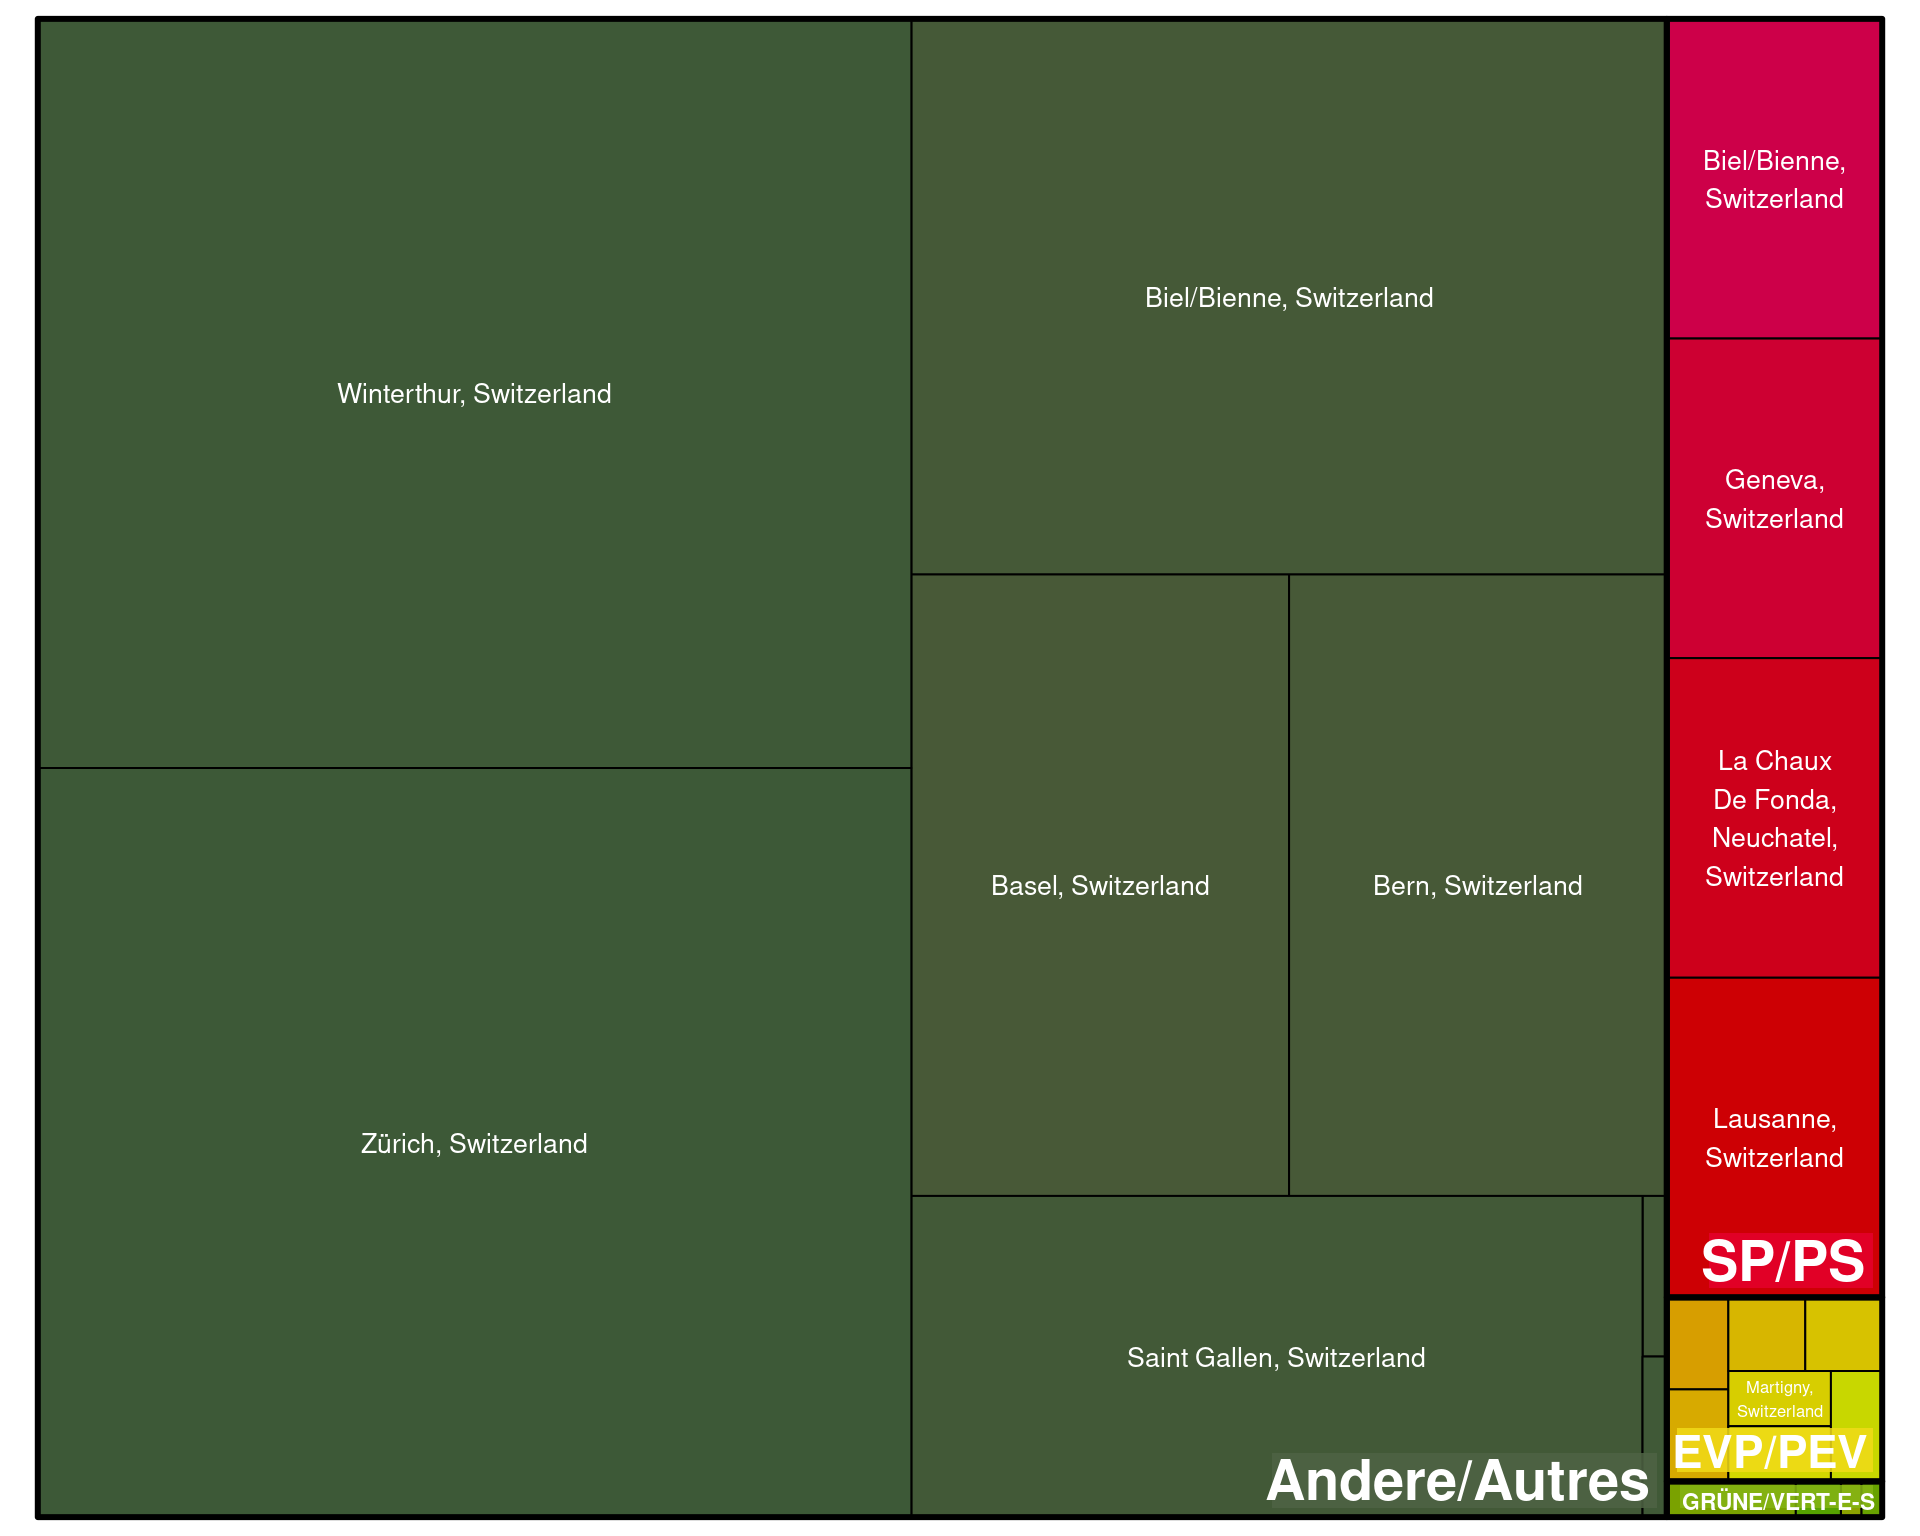 Winterthur, Switzerland
Zürich, Switzerland
Biel/Bienne, Switzerland
Basel, Switzerland
Bern, Switzerland
Saint Gallen, Switzerland
Andere/Autres
Biel/Bienne,
Switzerland
Geneva,
Switzerland
La Chaux
De Fonda,
Neuchatel,
Switzerland
Lausanne,
Switzerland
SP/PS
Martigny,
Switzerland
EVP/PEV
GRÜNE/VERT-E-S